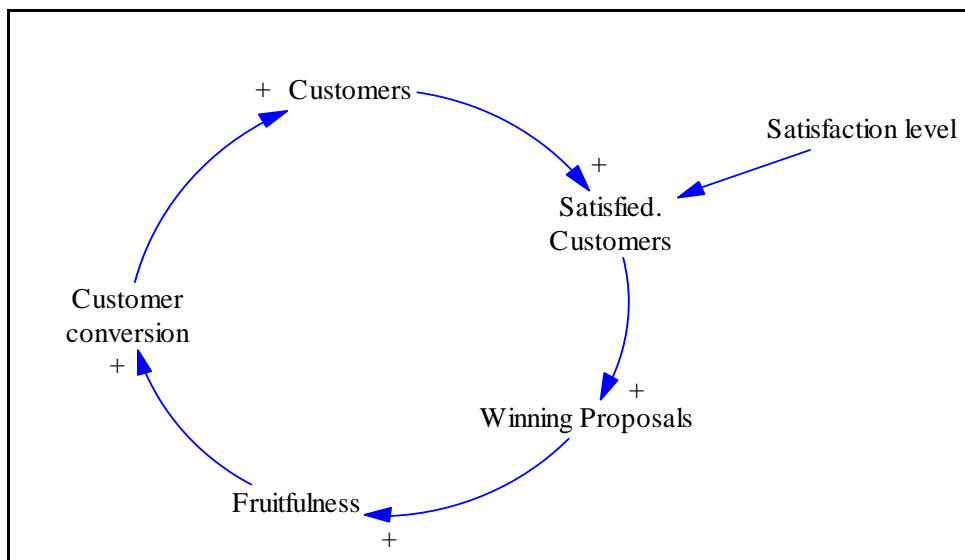 + Customers
Satisfaction level
+
Satisfied.
Customers
Customer
conversion
+
+
Winning Proposals
Fruitfulness
+